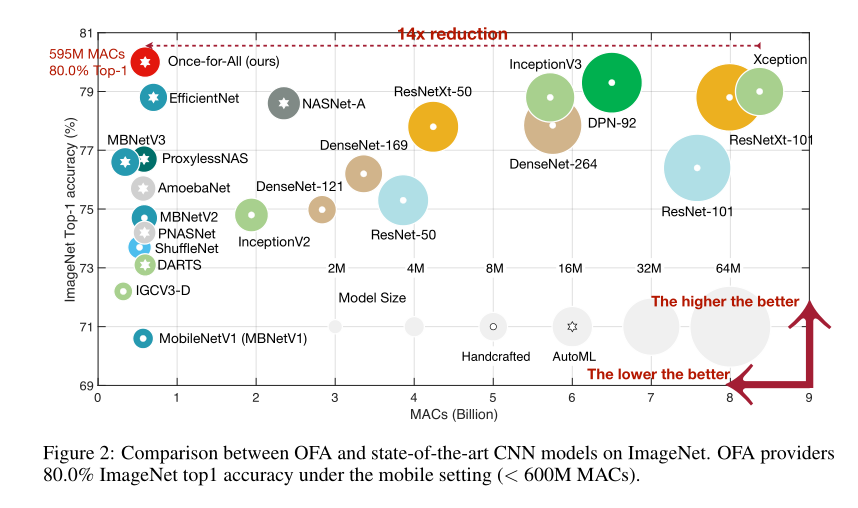 81
14x reduction
595M MACs
80.0% Top-1
Once-for-All (ours)
Xception
InceptionV3
79
EfficientNet
NASNet-A
ResNetXt-50
DPN-92
ResNetXt-101
MBNetV3
77
ProxylessNAS
DenseNet-169
DenseNet-264
AmoebaNet
DenseNet-121
ResNet-101
75
MBNetV2
PNASNet
InceptionV2
ResNet-50
ShuffleNet
73
DARTS
2M 4M 8M 16M 32M 64M
IGCV3-D
Model Size
The higher the better
71
MobileNetV1 (MBNetV1)
Handcrafted
AutoML
The lower the better
69
0 1 2 3 4 5 6 7 8 9
MACs (Billion)
ImageNet Top-1 accuracy (%)
Figure 2: Comparison between OFA and state-of-the-art CNN models on ImageNet. OFA providers
80.0% ImageNet top1 accuracy under the mobile setting (< 600M MACs).